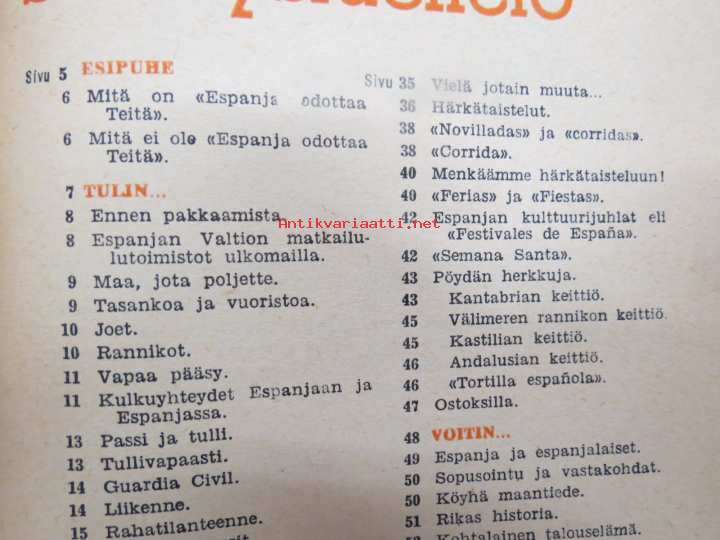 Sivu 5 ESIPUHE
6 Mitä on «Espanja odottaa
Teitä».
6 Mitä ei ole «Espanja odottaa
Teitä».
7 TULIN...
8 Ennen pakkaamista.
8 Espanjan Valtion matkailu-
lutoimistot ulkomailla.
9 Maa, jota poljette.
9 Tasankoa ja vuoristoa.
10 Joet.
10 Rannikot.
11 Vapaa pääsy.
11 Kulkuyhteydet Espanjaan ja
Espanjassa.
13 Passi ja tulli.
13 Tullivapaasti.
14 Guardia Civil.
14 Liikenne.
15 Rahatilanteenne.
Sivu 35 Vielä jotain muuta...
36 Härkätaistelut.
38 «Novilladas» ja «corridas».
38 «Corrida».
40 Menkäämme härkätaisteluun!
40 «Ferias» ja «Fiestas».
42 Espanjan kulttuurijuhlat eli
«Festivales de España».
42 «Semana Santa».
43 Pöydän herkkuja.
43 Kantabrian keittiö.
45 Välimeren rannikon keittiö.
45 Kastilian keittiö.
46 Andalusian keittiö.
46 «Tortilla española».
47 Ostoksilla.
48 VOITIN...
49 Espanja ja espanjalaiset.
50 Sopusointu ja vastakohdat.
50 Köyhä maantiede.
51 Rikas historia.
52 Kohtalainen talouselämä.
Antikvariaatti.net